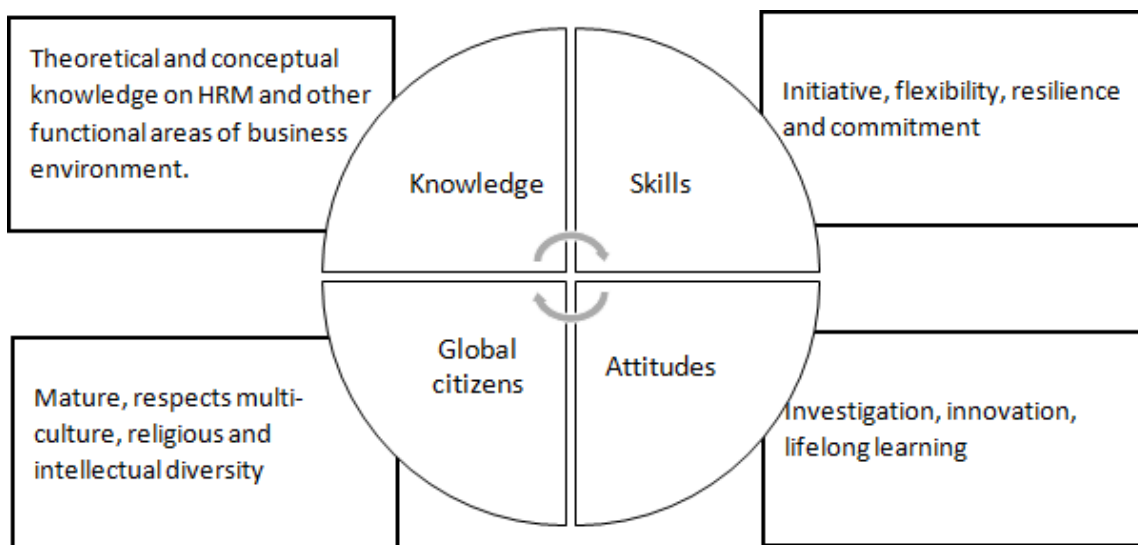 Theoretical and conceptual
knowledge on HRM and other
functional areas of business
environment.
Initiative, flexibility, resilience
and commitment
Knowledge
Skills
Global
citizens
Attitudes
Mature, respects multi-
culture, religious and
intellectual diversity
Investigation, innovation,
lifelong learning